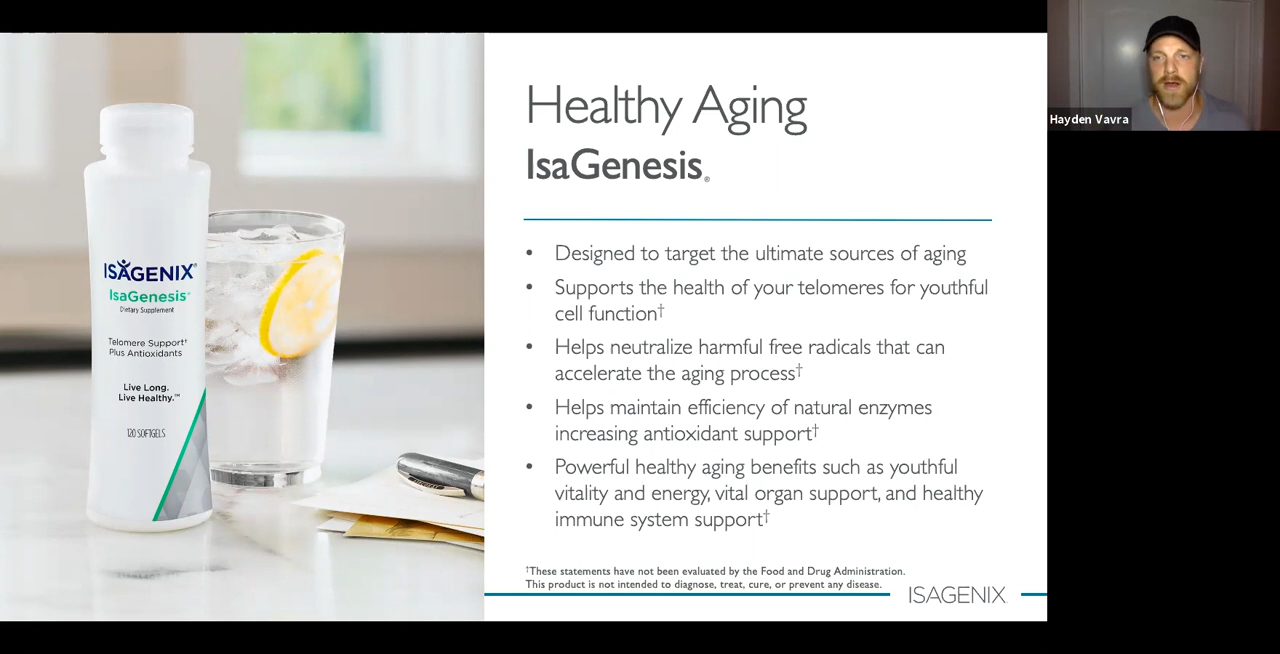 ISAGENIX®
IsaGenesis™
Dietary Supplement
Telomere Support†
Plus Antioxidants
Live Long.
Live Healthy.™
120 SOFTGELS
Healthy Aging
IsaGenesis®
• Designed to target the ultimate sources of aging
• Supports the health of your telomeres for youthful
cell function†
• Helps neutralize harmful free radicals that can
accelerate the aging process†
• Helps maintain efficiency of natural enzymes
increasing antioxidant support†
• Powerful healthy aging benefits such as youthful
vitality and energy, vital organ support, and healthy
immune system support†
†These statements have not been evaluated by the Food and Drug Administration.
This product is not intended to diagnose, treat, cure, or prevent any disease.
ISAGENIX
Hayden Vavra